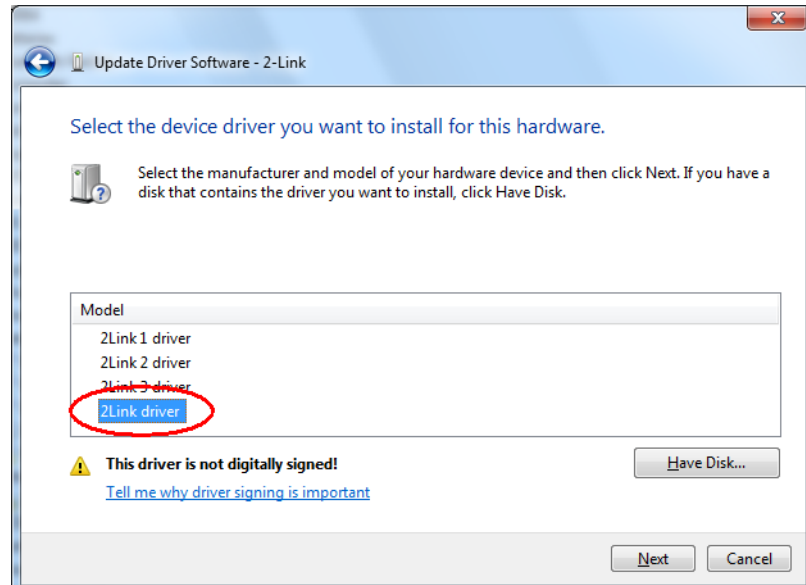 Update Driver Software - 2-Link
Select the device driver you want to install for this hardware.
Select the manufacturer and model of your hardware device and then click Next. If you have a
disk that contains the driver you want to install, click Have Disk.
Model
2Link 1 driver
2Link 2 driver
2Link 3 driver
2Link driver
This driver is not digitally signed!
Have Disk...
Tell me why driver signing is important
Next
Cancel